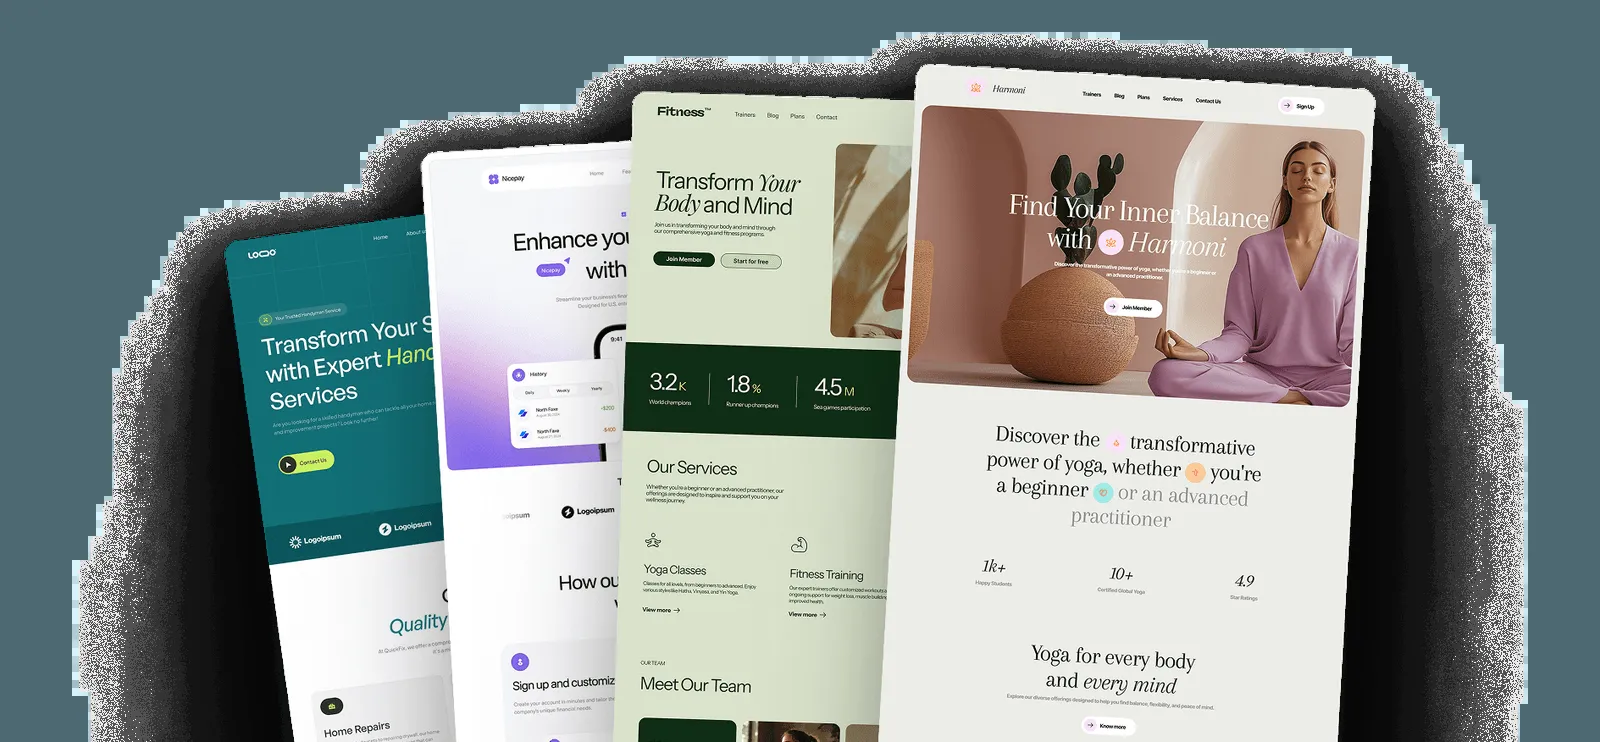 LOGO
Home
About u
Your Trusted Handyman Service
Transform Your S
with Expert Hand
Services
Are you looking for a skilled handyman who can tackle all your home
and improvement projects? Look no further!
Contact Us
Logoipsum
Logoipsum
Quality
At QuickFix, we offer a
Home Repairs
Nicepay
Home
Fea
Enhance you
Nicepay
with
Streamline your business's finan
Designed for U.S.
9:41
History
Daily
Weekly
Yearly
North Faxe
-$200
North Faxe
-$400
T
ipsum
Logoipsum
How ou
Sign up and customiz
Create your account in minutes and tailor the
company's unique financial needs.
Fitness™
Trainers
Blog
Plans
Contact
Transform Your
Body and Mind
Join us in transforming your body and mind through
our comprehensive yoga and fitness programs.
Join Member
Start for free
3.2 K
World champions
1.8 %
Runner up champions
4.5 M
Sea games participation
Our Services
Whether you're a beginner or an advanced practitioner, our
offerings are designed to inspire and support you on your
wellness journey.
Yoga Classes
Classes for all levels, from beginners to advanced. Enjoy
various styles like Hatha, Vinyasa, and Yin Yoga.
View more →
Fitness Training
Our expert trainers offer customized workouts a
ongoing support for weight loss, muscle building
improved health.
View more →
OUR TEAM
Meet Our Team
Harmoni
Trainers
Blog
Plans
Services
Contact Us
Sign Up
Find Your Inner Balance
with Harmoni
Discover the transformative power of yoga, whether you're a beginner or
an advanced practitioner.
Join Member
Discover the transformative
power of yoga, whether you're
a beginner or an advanced
practitioner
1k+
Happy Students
10+
Certified Global Yoga
4.9
Star Ratings
Yoga for every body
and every mind
Explore our diverse offerings designed to help you find balance, flexibility, and peace of mind.
Know more